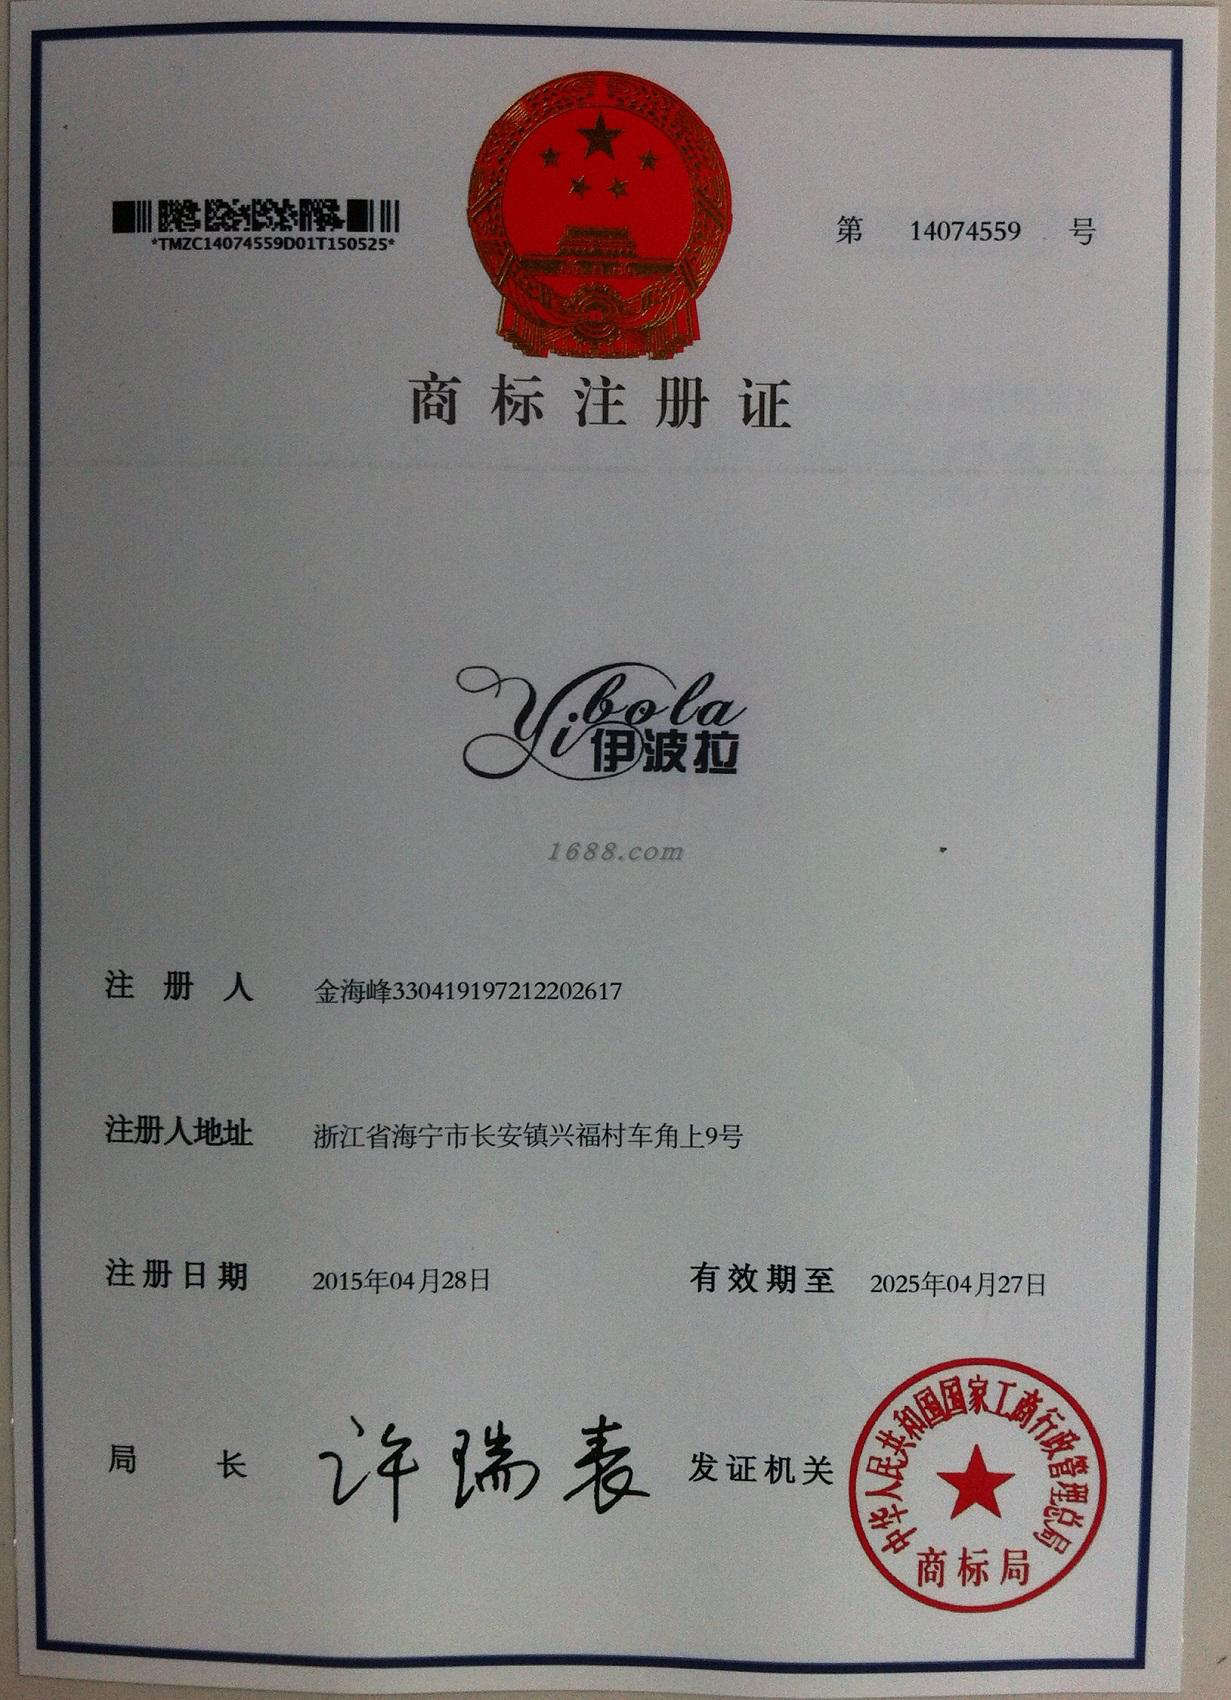 *TMZC14074559D01T150525*
第 14074559 号
商标注册证
Yibola
伊波拉
1688.com
注册人 金海峰330419197212202617
注册人地址 浙江省海宁市长安镇兴福村车角上9号
注册日期 2015年04月28日 有效期至 2025年04月27日
局长 许瑞表 发证机关
中华人民共和国国家工商行政管理总局
商标局